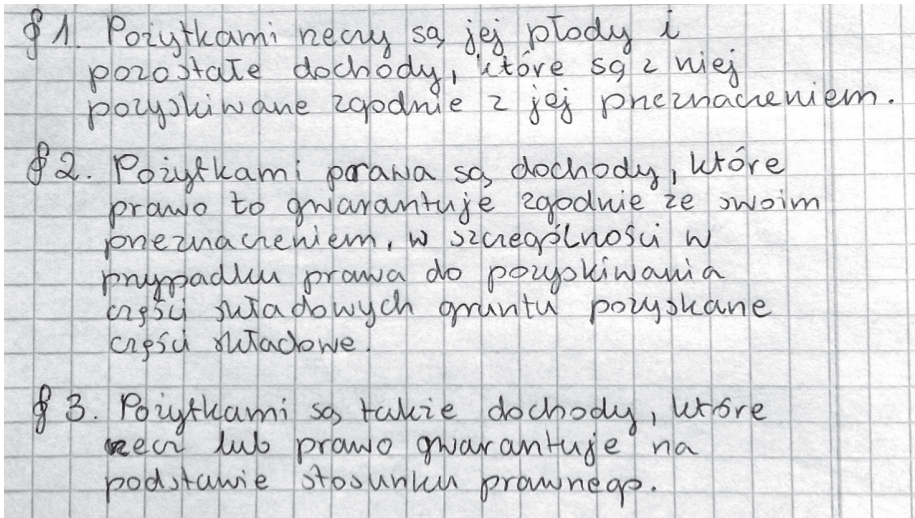 § 1. Pożytkami rzeczy są jej płody i
pozostałe dochody, które są z niej
pozyskiwane zgodnie z jej przeznaczeniem.
§ 2. Pożytkami prawa są dochody, które
prawo to gwarantuje zgodnie ze swoim
przeznaczeniem, w szczególności w
przypadku prawa do pozyskiwania
części składowych gruntu pozyskane
części składowe.
§ 3. Pożytkami są także dochody, które
rzecz lub prawo gwarantuje na
podstawie stosunku prawnego.